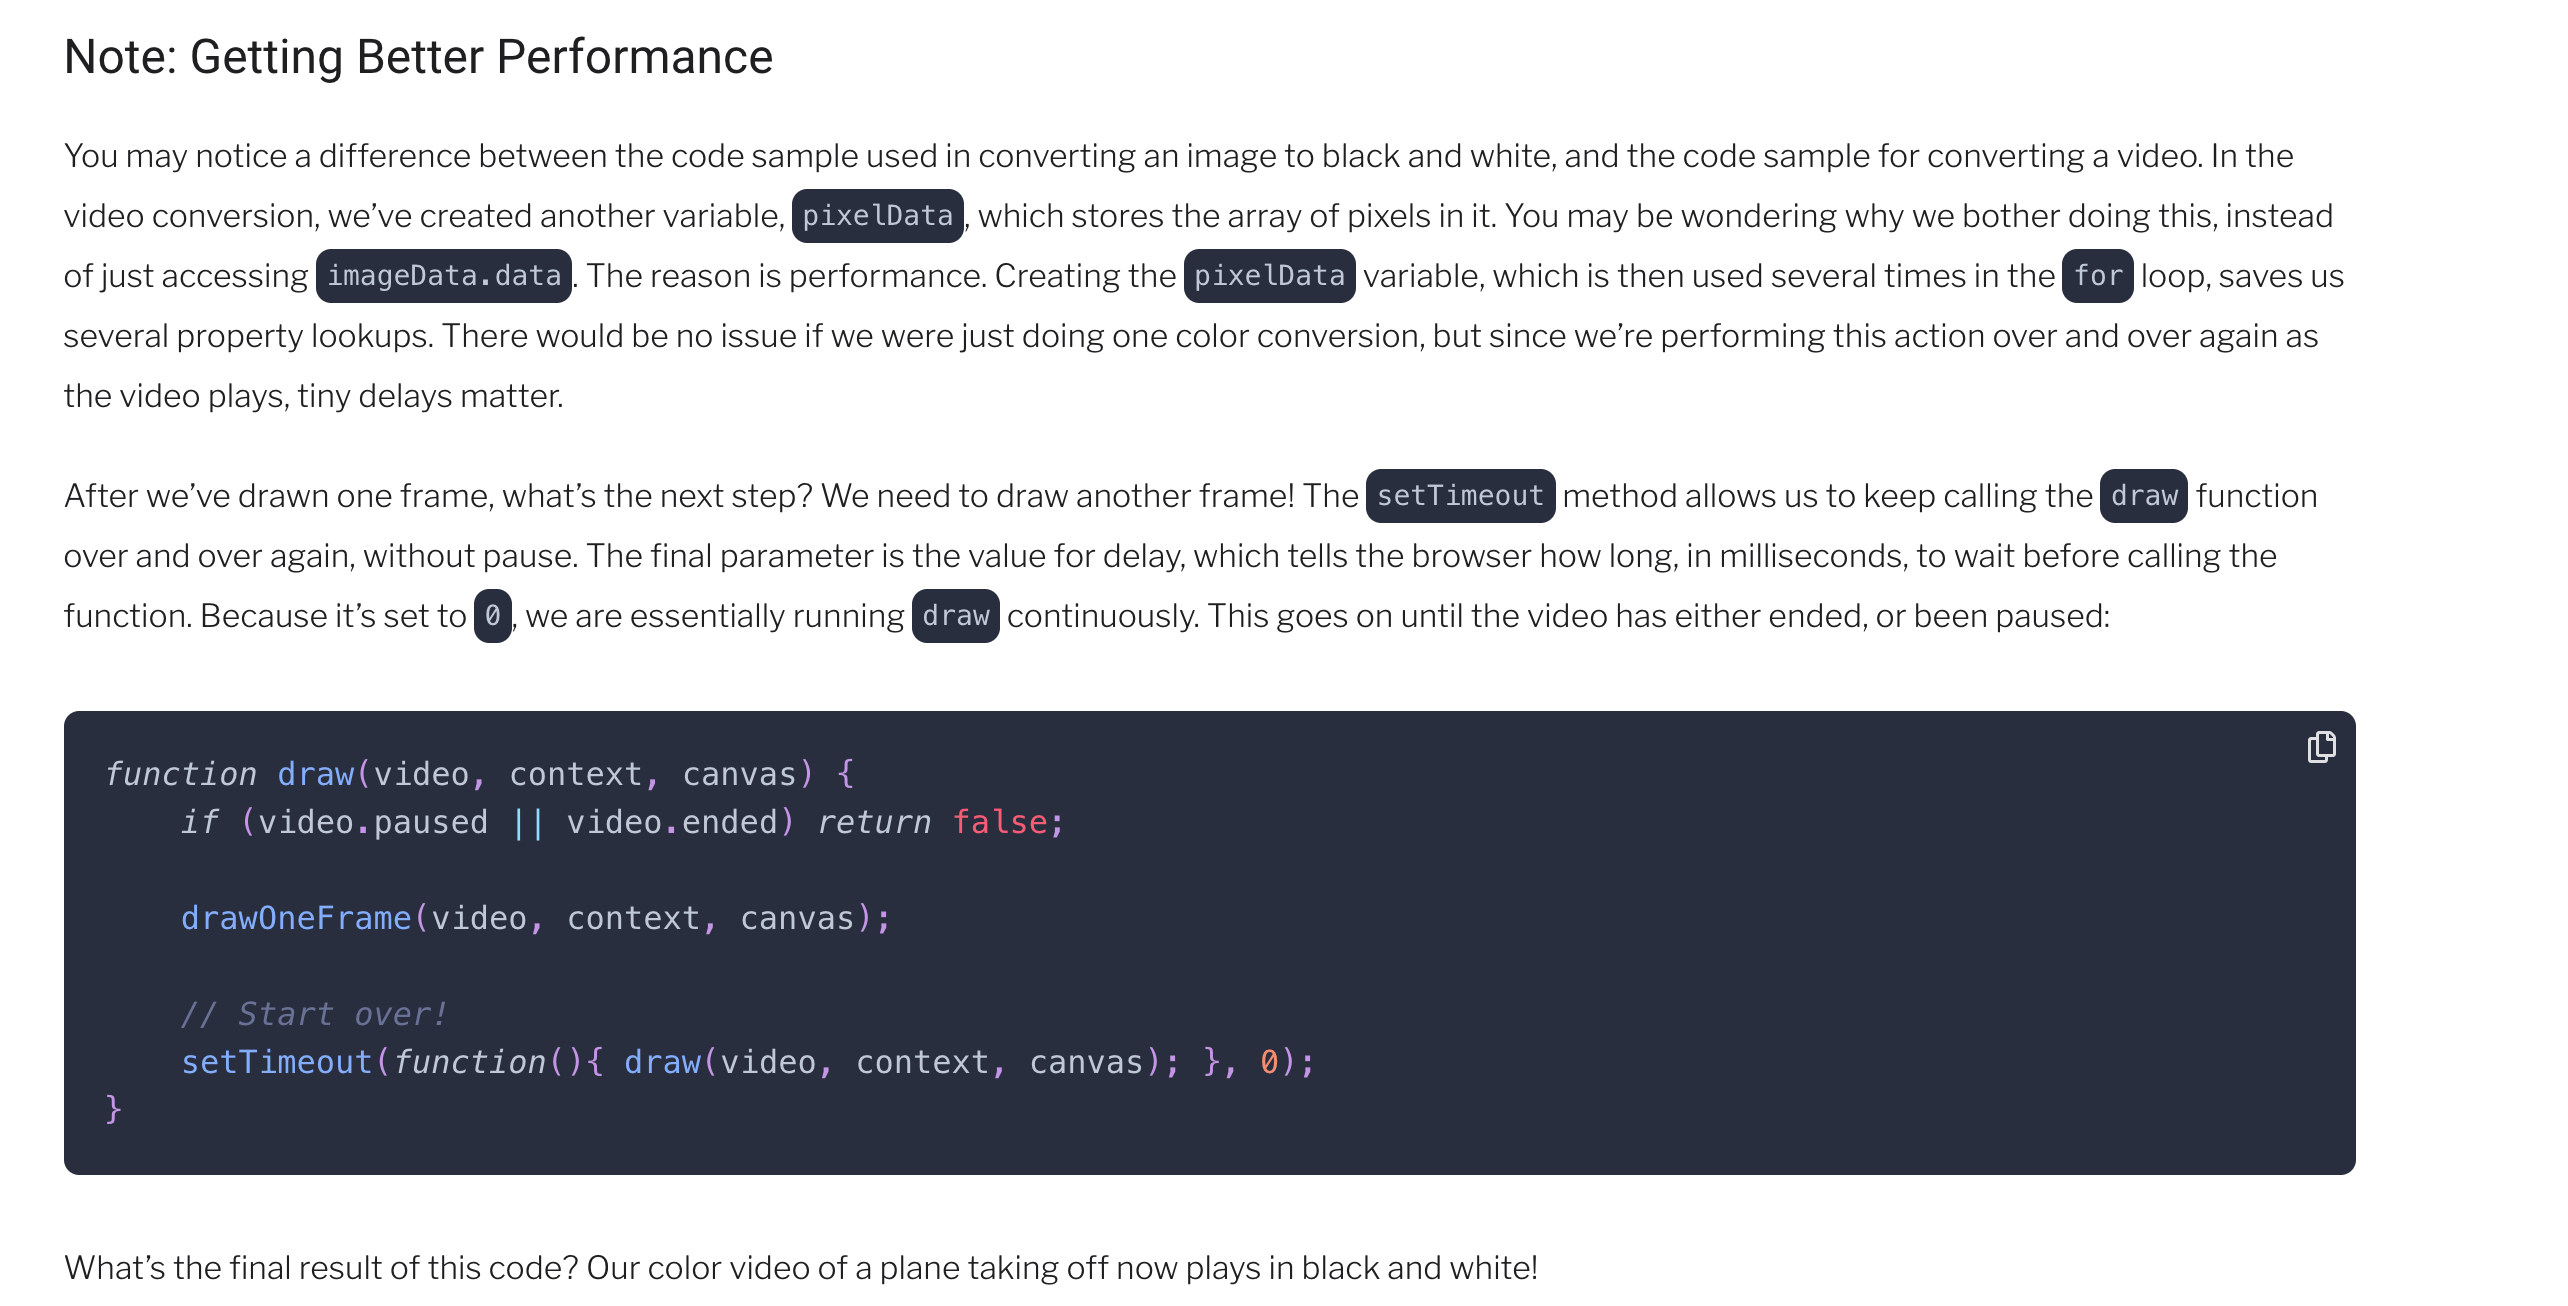 Note: Getting Better Performance
You may notice a difference between the code sample used in converting an image to black and white, and the code sample for converting a video. In the
video conversion, we’ve created another variable, pixelData, which stores the array of pixels in it. You may be wondering why we bother doing this, instead
of just accessing imageData.data. The reason is performance. Creating the pixelData variable, which is then used several times in the for loop, saves us
several property lookups. There would be no issue if we were just doing one color conversion, but since we’re performing this action over and over again as
the video plays, tiny delays matter.
After we’ve drawn one frame, what’s the next step? We need to draw another frame! The setTimeout method allows us to keep calling the draw function
over and over again, without pause. The final parameter is the value for delay, which tells the browser how long, in milliseconds, to wait before calling the
function. Because it’s set to 0, we are essentially running draw continuously. This goes on until the video has either ended, or been paused:
function draw(video, context, canvas) {
    if (video.paused || video.ended) return false;
    drawOneFrame(video, context, canvas);
    // Start over!
    setTimeout(function(){ draw(video, context, canvas); }, 0);
}
What’s the final result of this code? Our color video of a plane taking off now plays in black and white!